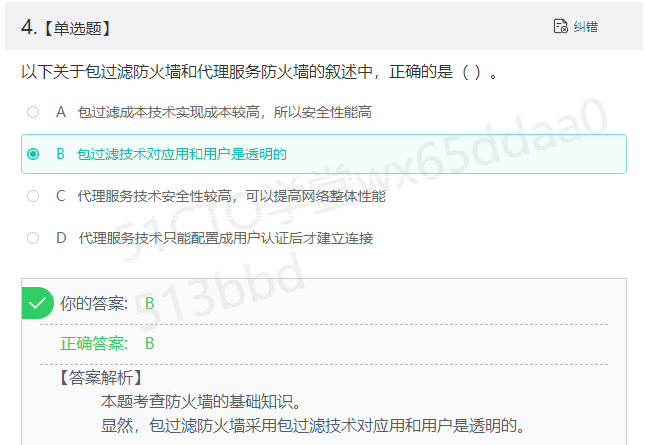 4.【单选题】
纠错
以下关于包过滤防火墙和代理服务防火墙的叙述中，正确的是（ ）。
A 包过滤成本技术实现成本较高，所以安全性能高
B 包过滤技术对应用和用户是透明的
C 代理服务技术安全性较高，可以提高网络整体性能
D 代理服务技术只能配置成用户认证后才建立连接
51CTO学堂wx65ddaa0
513bbd
你的答案: B
正确答案: B
【答案解析】
本题考查防火墙的基础知识。
显然，包过滤防火墙采用包过滤技术对应用和用户是透明的。